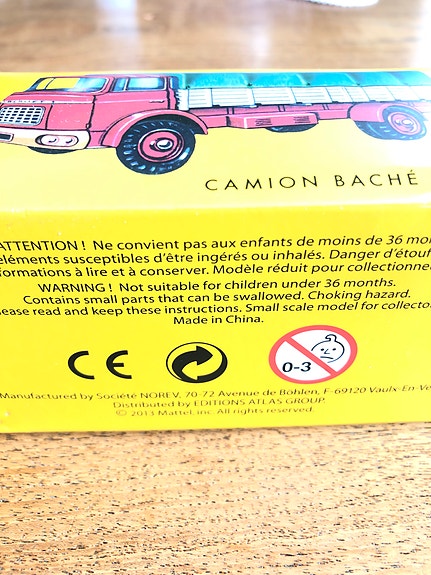 CAMION BACHÉ
ATTENTION ! Ne convient pas aux enfants de moins de 36 moi
éléments susceptibles d'être ingérés ou inhalés. Danger d'étouf
formations à lire et à conserver. Modèle réduit pour collectionne
WARNING ! Not suitable for children under 36 months.
Contains small parts that can be swallowed. Choking hazard.
ease read and keep these instructions. Small scale model for collecto
Made in China.
CE
0-3
Manufactured by Société NOREV, 70-72 Avenue de Böhlen, F-69120 Vaulx-En-Ve
Distributed by EDITIONS ATLAS GROUP.
© 2013 Mattel, Inc. All rights reserved